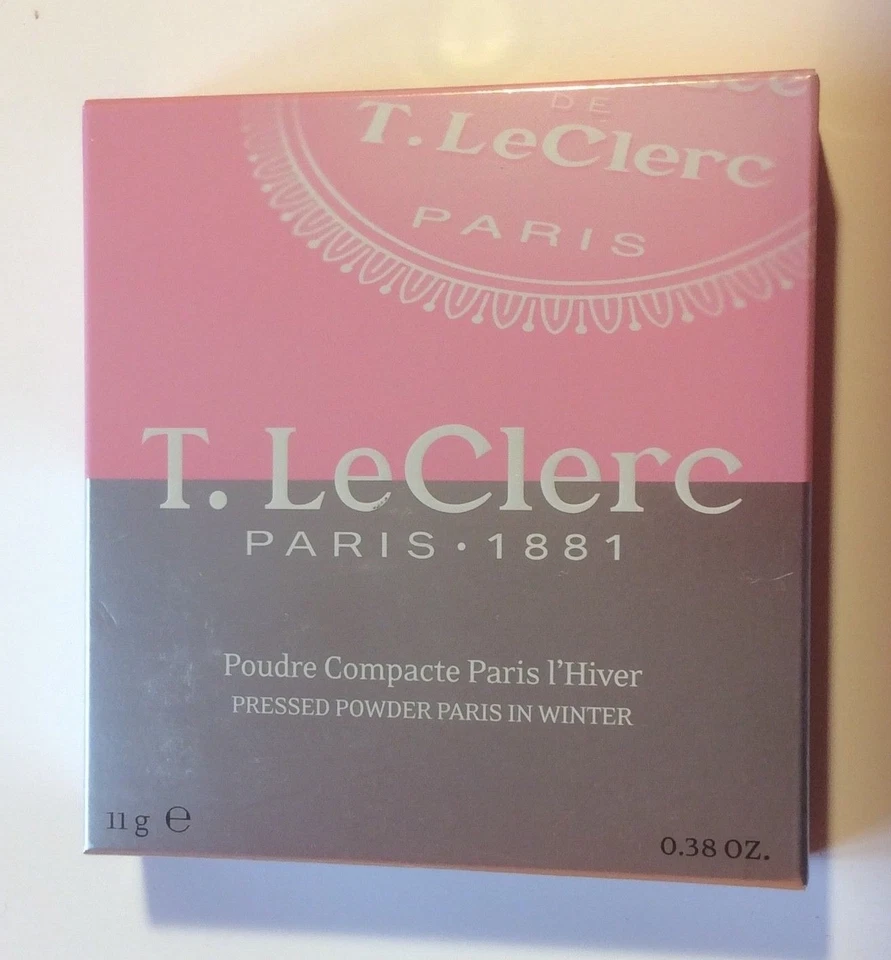 DE
T. LeClerc
PARIS
T. LeClerc
PARIS · 1881
Poudre Compacte Paris l'Hiver
PRESSED POWDER PARIS IN WINTER
11 g ℮
0.38 OZ.